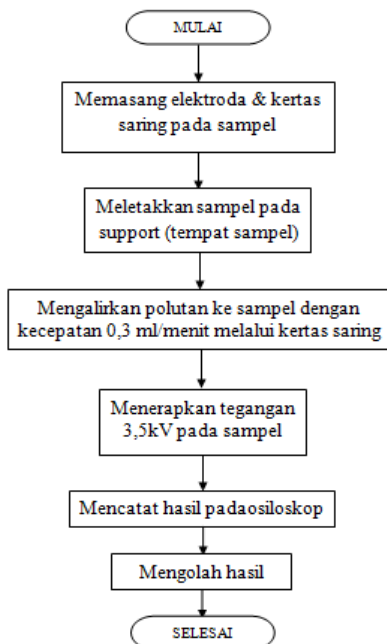 MULAI
Memasang elektroda & kertas
saring pada sampel
Meletakkan sampel pada
support (tempat sampel)
Mengalirkan polutan ke sampel dengan
kecepatan 0,3 ml/menit melalui kertas saring
Menerapkan tegangan
3,5kV pada sampel
Mencatat hasil padaosiloskop
Mengolah hasil
SELESAI